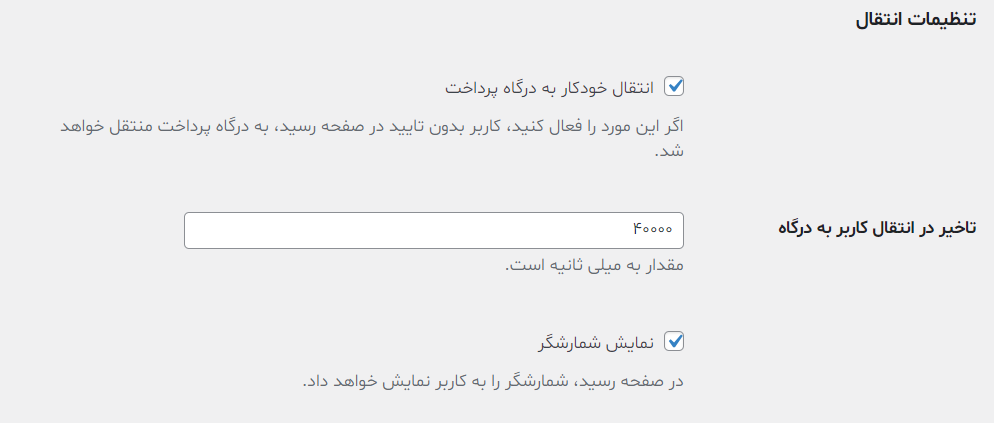 تنظیمات انتقال
انتقال خودکار به درگاه پرداخت
اگر این مورد را فعال کنید، کاربر بدون تایید در صفحه رسید، به درگاه پرداخت منتقل خواهد
شد.
تاخیر در انتقال کاربر به درگاه
۴۰۰۰۰
مقدار به میلی ثانیه است.
نمایش شمارشگر
در صفحه رسید، شمارشگر را به کاربر نمایش خواهد داد.